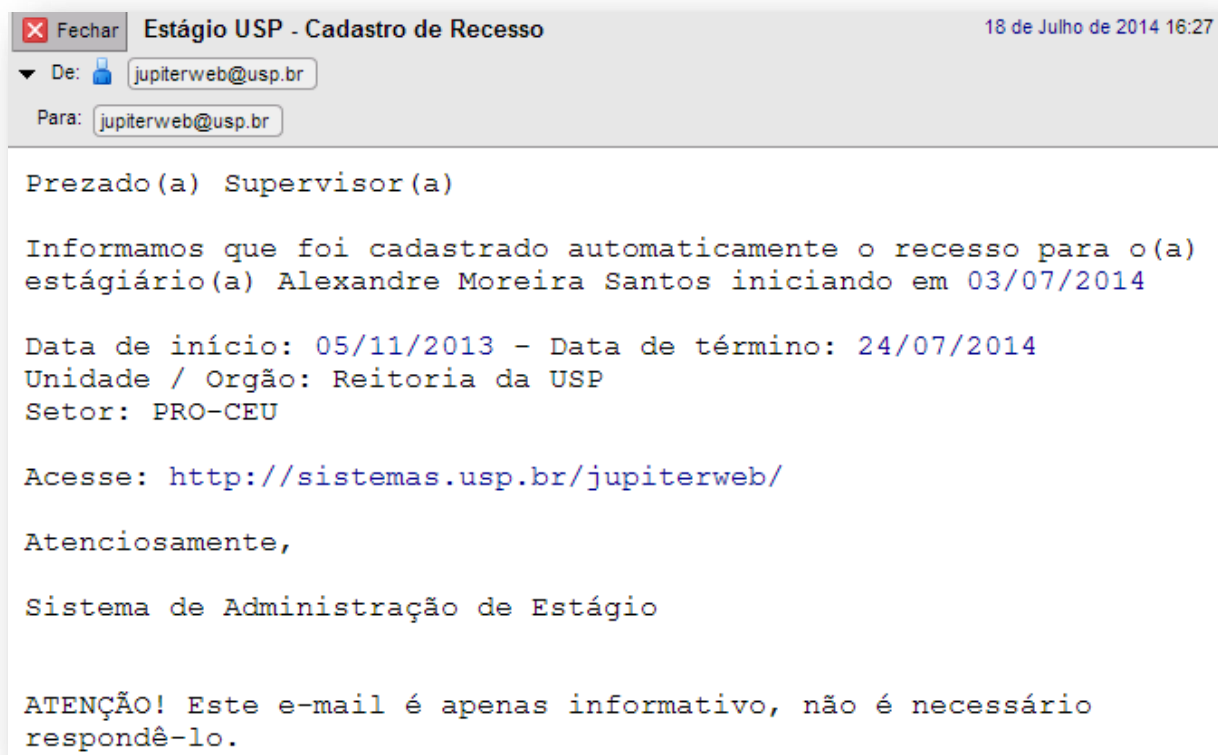 Fechar Estágio USP - Cadastro de Recesso 18 de Julho de 2014 16:27
De: jupiterweb@usp.br
Para: jupiterweb@usp.br
Prezado(a) Supervisor(a)
Informamos que foi cadastrado automaticamente o recesso para o(a)
estágiário(a) Alexandre Moreira Santos iniciando em 03/07/2014
Data de início: 05/11/2013 - Data de término: 24/07/2014
Unidade / Orgão: Reitoria da USP
Setor: PRO-CEU
Acesse: http://sistemas.usp.br/jupiterweb/
Atenciosamente,
Sistema de Administração de Estágio
ATENÇÃO! Este e-mail é apenas informativo, não é necessário
respondê-lo.